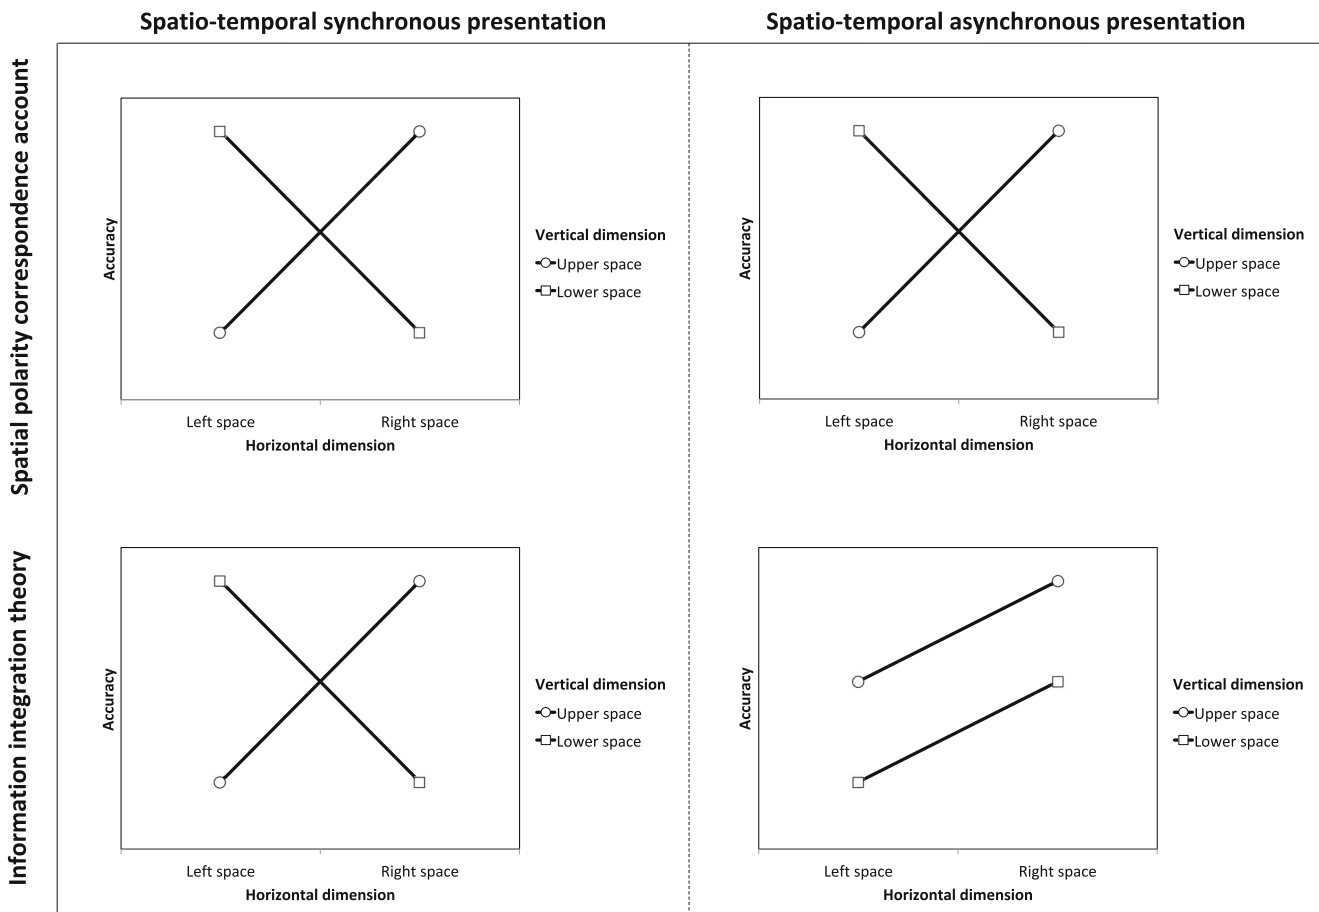 Spatio-temporal synchronous presentation
Spatio-temporal asynchronous presentation
Spatial polarity correspondence account
Accuracy
Vertical dimension
Upper space
Lower space
Left space
Right space
Horizontal dimension
Accuracy
Vertical dimension
Upper space
Lower space
Left space
Right space
Horizontal dimension
Information integration theory
Accuracy
Vertical dimension
Upper space
Lower space
Left space
Right space
Horizontal dimension
Accuracy
Vertical dimension
Upper space
Lower space
Left space
Right space
Horizontal dimension